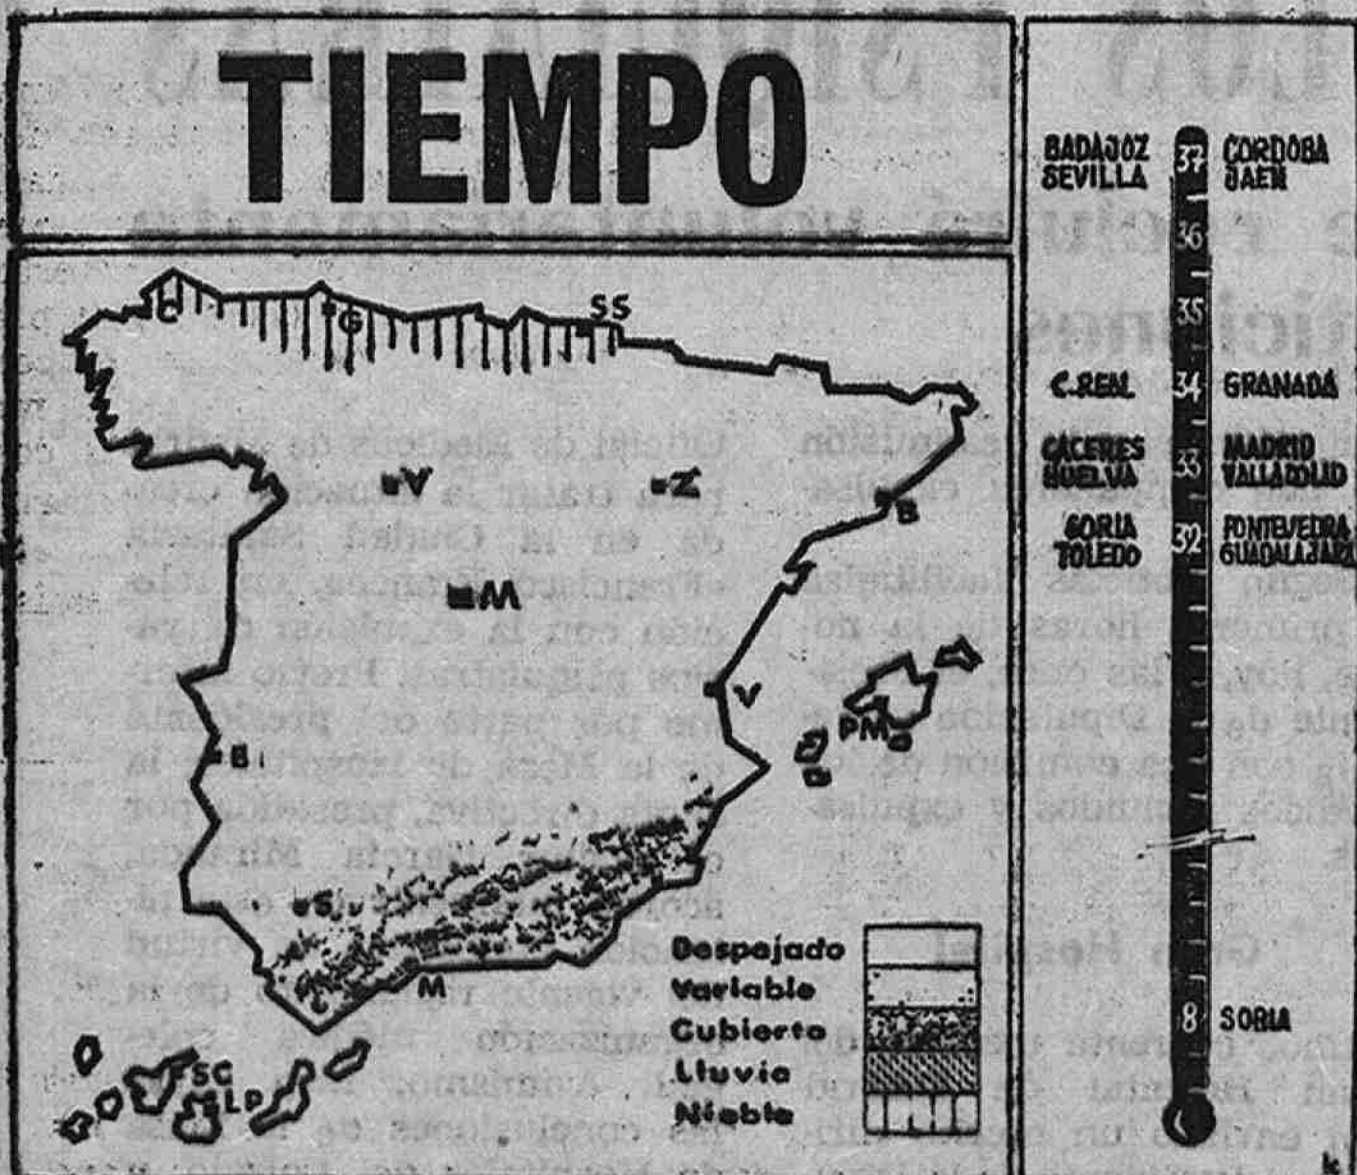 TIEMPO
BADAJOZ
SEVILLA
37
CORDOBA
JAEN
36
35
C.REAL
34
GRANADA
CACERES
HUELVA
33
MADRID
VALLADOLID
SORIA
TOLEDO
32
PONTEVEDRA
GUADALAJARA
8
SORIA
C
G
SS
V
Z
B
M
V
PM
B
S
M
C
SC
LP
Despejado
Variable
Cubierto
Lluvia
Niebla